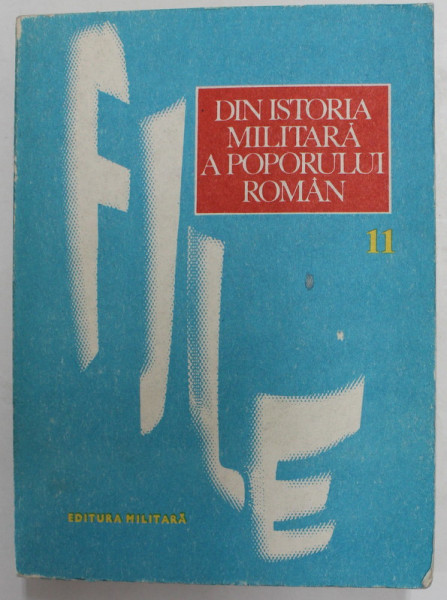 FILE
DIN ISTORIA
MILITARĂ
A POPORULUI
ROMÂN
11
EDITURA MILITARĂ